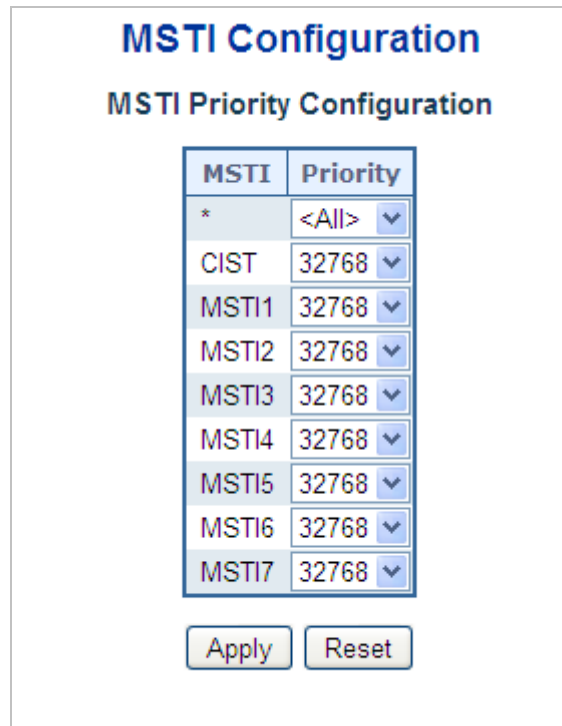 MSTI Configuration
MSTI Priority Configuration
MSTI Priority
* <All>
CIST 32768
MSTI1 32768
MSTI2 32768
MSTI3 32768
MSTI4 32768
MSTI5 32768
MSTI6 32768
MSTI7 32768
Apply Reset